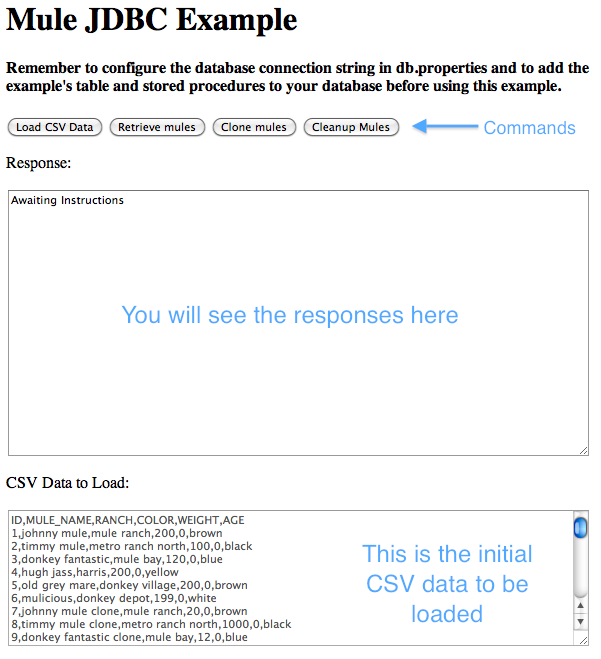 Mule JDBC Example
Remember to configure the database connection string in db.properties and to add the
example's table and stored procedures to your database before using this example.
Load CSV Data Retrieve mules Clone mules Cleanup Mules Commands
Response:
Awaiting Instructions
You will see the responses here
CSV Data to Load:
ID,MULE_NAME,RANCH,COLOR,WEIGHT,AGE
1,johnny mule,mule ranch,200,0,brown
2,timmy mule,metro ranch north,100,0,black
3,donkey fantastic,mule bay,120,0,blue
4,hugh jass,harris,200,0,yellow
5,old grey mare,donkey village,200,0,brown
6,mulicious,donkey depot,199,0,white
7,johnny mule clone,mule ranch,20,0,brown
8,timmy mule clone,metro ranch north,1000,0,black
9,donkey fantastic clone,mule bay,12,0,blue
This is the initial
CSV data to be
loaded